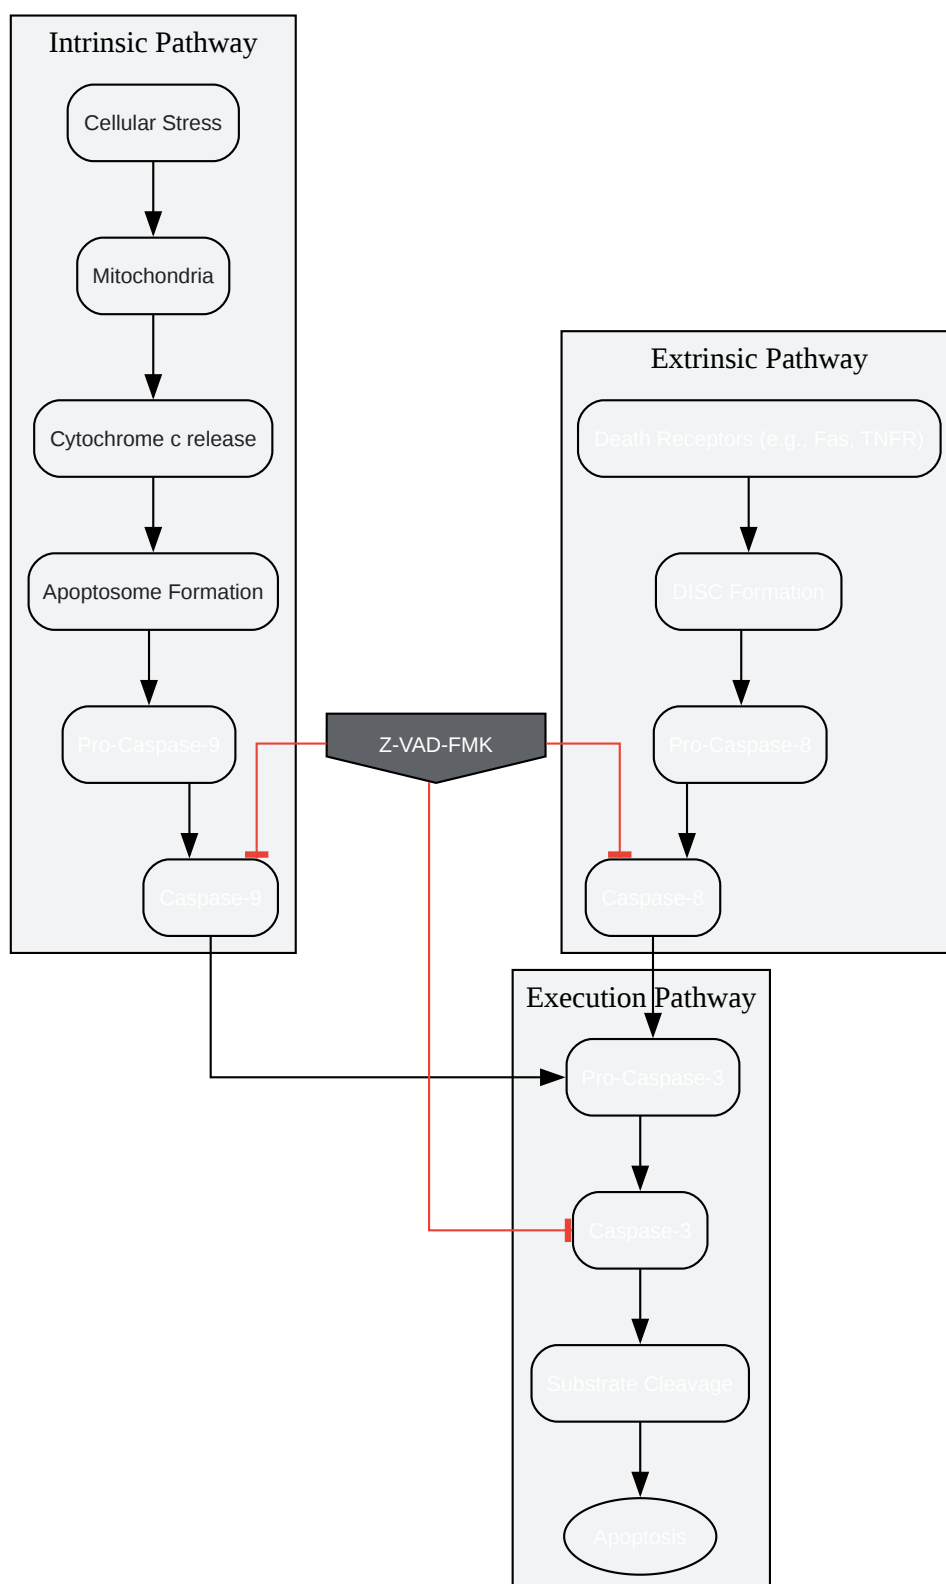 Intrinsic Pathway
Cellular Stress
Mitochondria
Cytochrome c release
Apoptosome Formation
Pro-Caspase-9
Caspase-9
Z-VAD-FMK
Extrinsic Pathway
Death Receptors (e.g., Fas, TNFR)
DISC Formation
Pro-Caspase-8
Caspase-8
Execution Pathway
Pro-Caspase-3
Caspase-3
Substrate Cleavage
Apoptosis